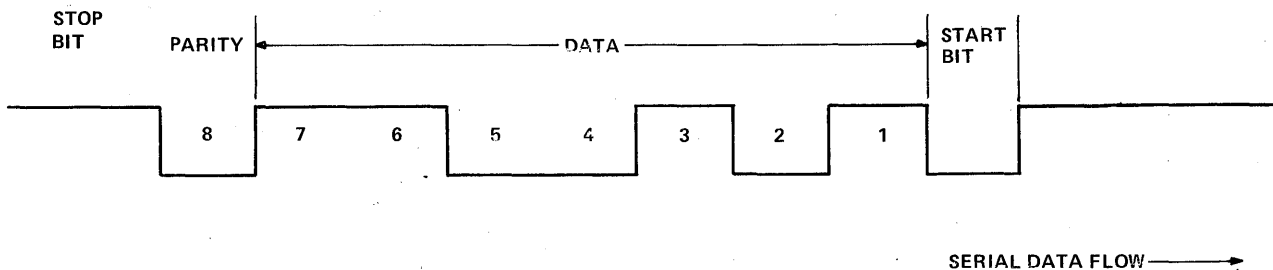 STOP
BIT
PARITY
DATA
START
BIT
8 7 6 5 4 3 2 1
SERIAL DATA FLOW